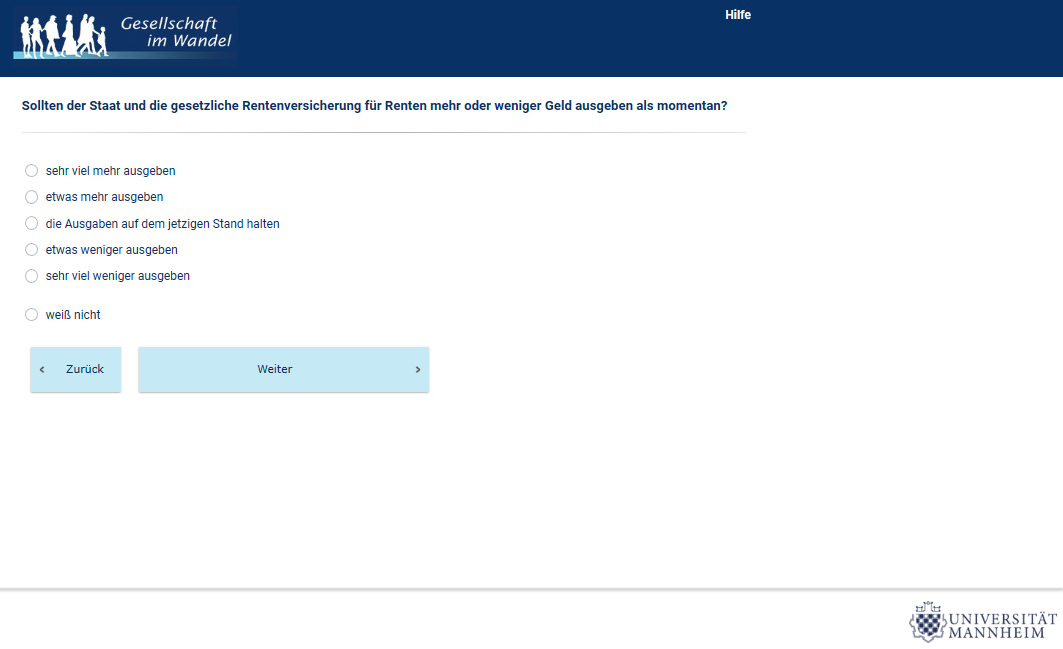 Gesellschaft
im Wandel
Hilfe
Sollten der Staat und die gesetzliche Rentenversicherung für Renten mehr oder weniger Geld ausgeben als momentan?
sehr viel mehr ausgeben
etwas mehr ausgeben
die Ausgaben auf dem jetzigen Stand halten
etwas weniger ausgeben
sehr viel weniger ausgeben
weiß nicht
‹ Zurück Weiter ›
UNIVERSITÄT
MANNHEIM